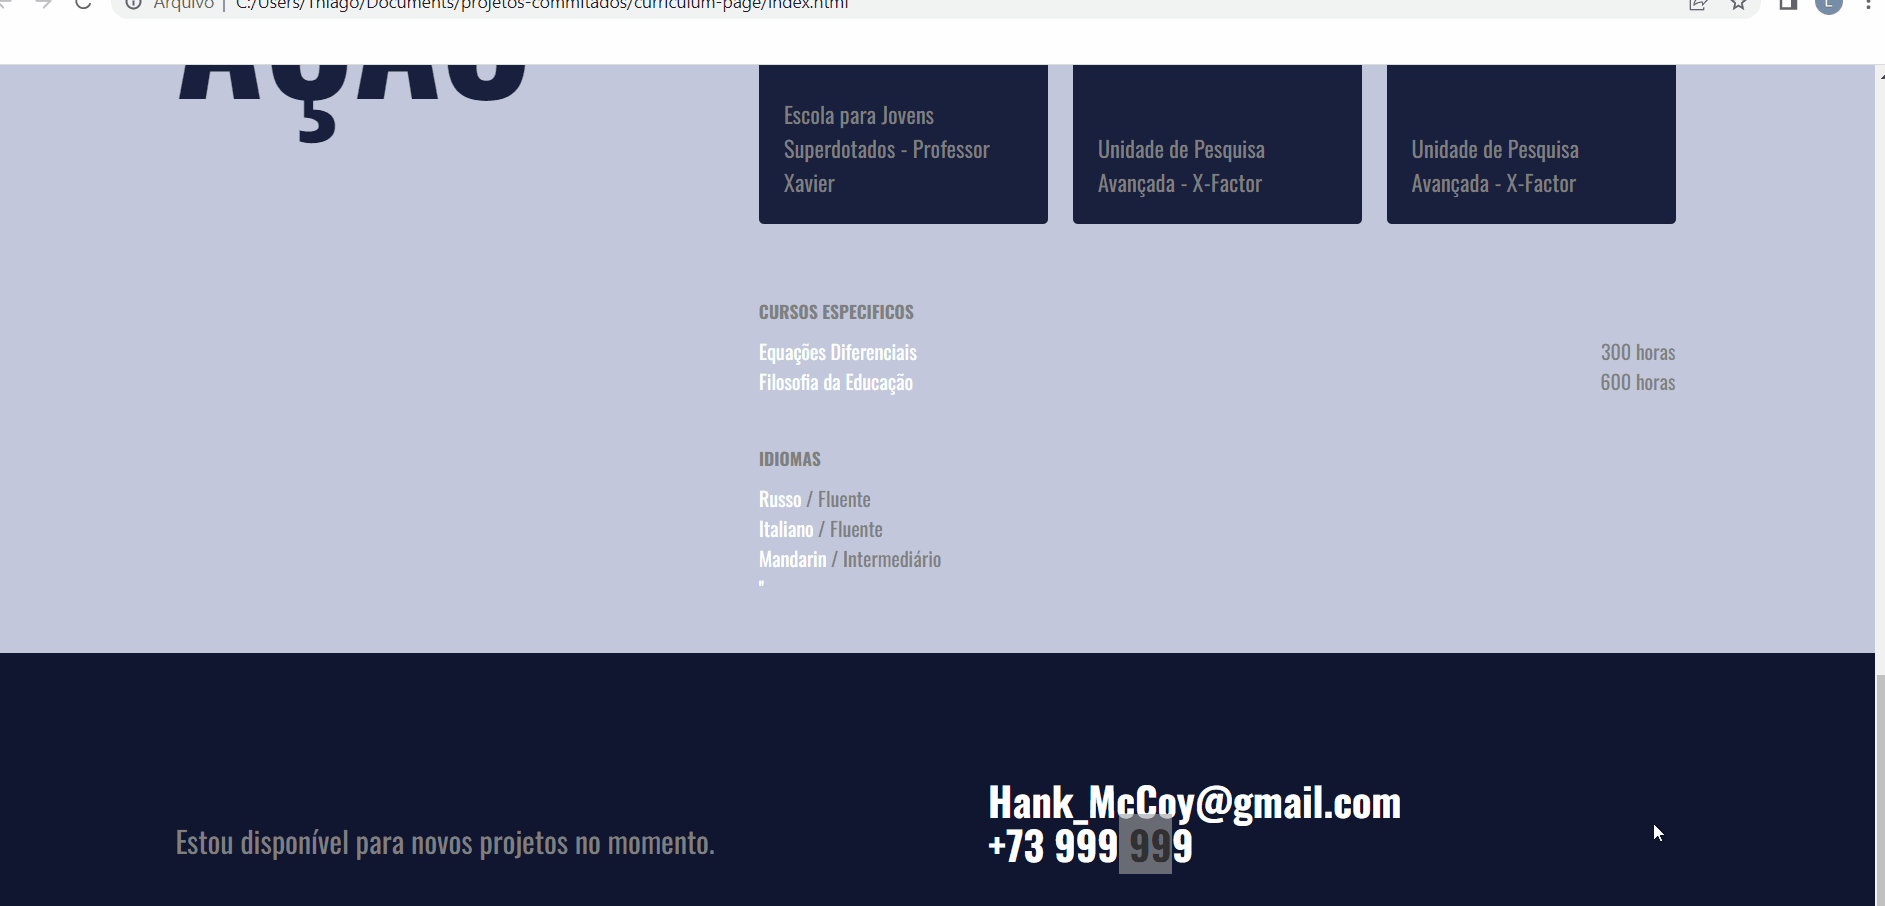 Arquivo | C:/Users/Thiago/Documents/projetos-commitados/curriculum-page/index.html
L
AÇÃO
Escola para Jovens
Superdotados - Professor
Xavier
Unidade de Pesquisa
Avançada - X-Factor
Unidade de Pesquisa
Avançada - X-Factor
CURSOS ESPECIFICOS
Equações Diferenciais 300 horas
Filosofia da Educação 600 horas
IDIOMAS
Russo / Fluente
Italiano / Fluente
Mandarin / Intermediário
"
Estou disponível para novos projetos no momento.
Hank_McCoy@gmail.com
+73 999 999